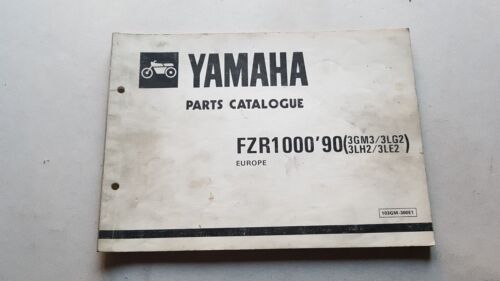 YAMAHA
PARTS CATALOGUE
FZR1000'90(3GM3/3LG2
3LH2/3LE2)
EUROPE
103GM-300E1